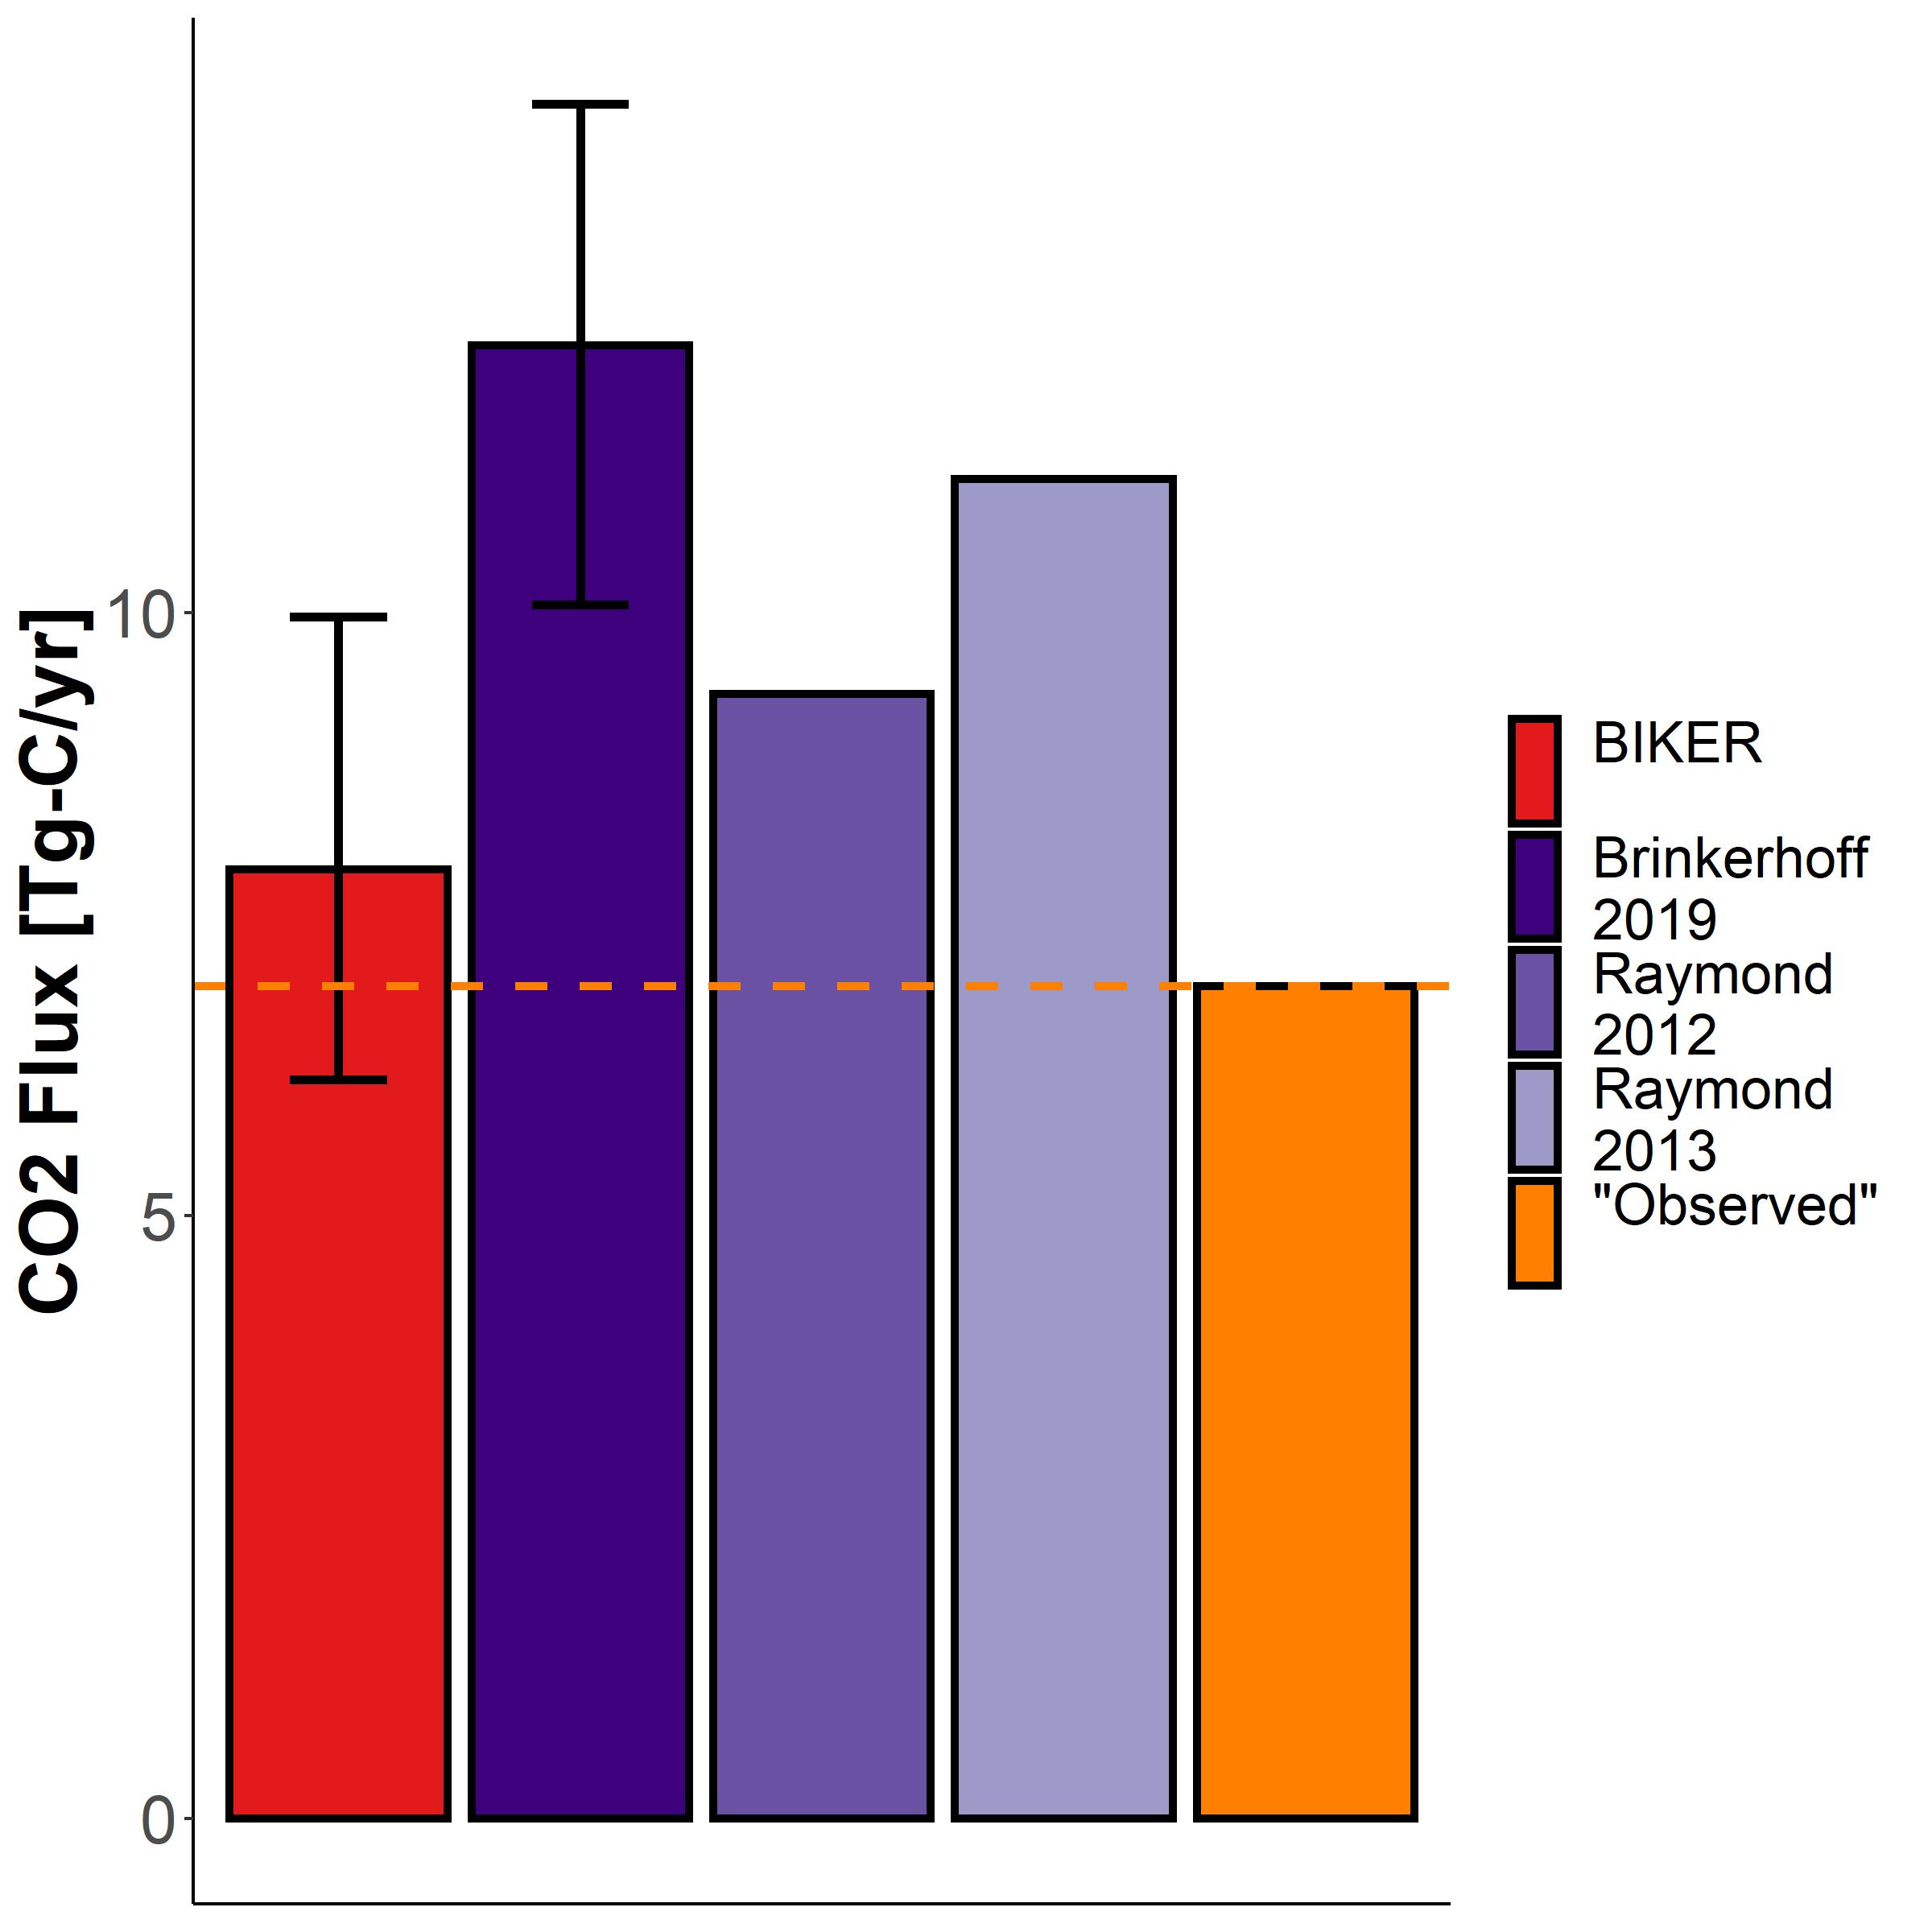 CO2 Flux [Tg-C/yr]
10
5
0
BIKER
Brinkerhoff
2019
Raymond
2012
Raymond
2013
"Observed"